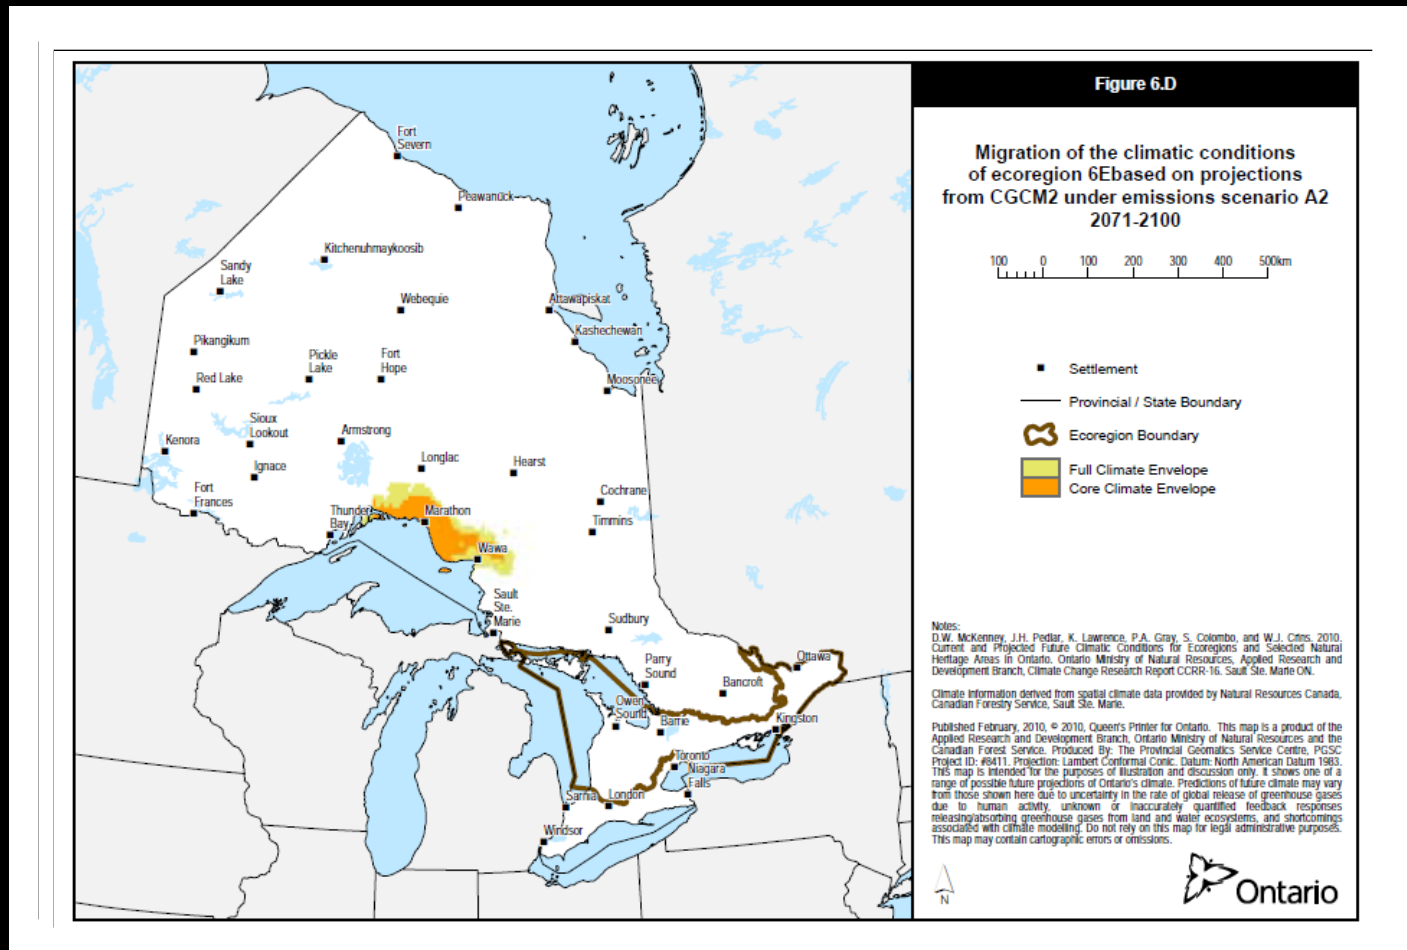 Figure 6.D
Migration of the climatic conditions
of ecoregion 6Ebased on projections
from CGCM2 under emissions scenario A2
2071-2100
100 0 100 200 300 400 500km
Settlement
Provincial / State Boundary
Ecoregion Boundary
Full Climate Envelope
Core Climate Envelope
Notes:
D.W. McKenney, J.H. Pedlar, K. Lawrence, P.A. Gray, S. Colombo, and W.J. Crins. 2010.
Current and Projected Future Climatic Conditions for Ecoregions and Selected Natural
Heritage Areas in Ontario. Ontario Ministry of Natural Resources, Applied Research and
Development Branch, Climate Change Research Report CCRR-16. Sault Ste. Marie ON.
Climate information derived from spatial climate data provided by Natural Resources Canada,
Canadian Forestry Service, Sault Ste. Marie.
Published February, 2010, © 2010, Queen's Printer for Ontario. This map is a product of the
Applied Research and Development Branch, Ontario Ministry of Natural Resources and the
Canadian Forest Service. Produced By: The Provincial Geomatics Service Centre, PGSC
Project ID: #8411. Projection: Lambert Conformal Conic. Datum: North American Datum 1983.
This map is intended for the purposes of illustration and discussion only. It shows one of a
range of possible future projections of Ontario's climate. Predictions of future climate may vary
from those shown here due to uncertainty in the rate of global release of greenhouse gases
due to human activity, unknown or inaccurately quantified feedback responses
releasing/absorbing greenhouse gases from land and water ecosystems, and shortcomings
associated with climate modelling. Do not rely on this map for legal administrative purposes.
This map may contain cartographic errors or omissions.
N
Ontario
Fort
Severn
Peawanuck
Kitchenuhmaykoosib
Sandy
Lake
Webequie
Attawapiskat
Kashechewan
Pikangikum
Pickle
Lake
Fort
Hope
Red Lake
Moosonee
Sioux
Lookout
Armstrong
Kenora
Ignace
Longlac
Hearst
Fort
Frances
Cochrane
Thunder
Bay
Marathon
Timmins
Wawa
Sault
Ste.
Marie
Sudbury
Parry
Sound
Ottawa
Bancroft
Owen
Sound
Barrie
Kingston
Toronto
Niagara
Falls
Sarnia
London
Windsor